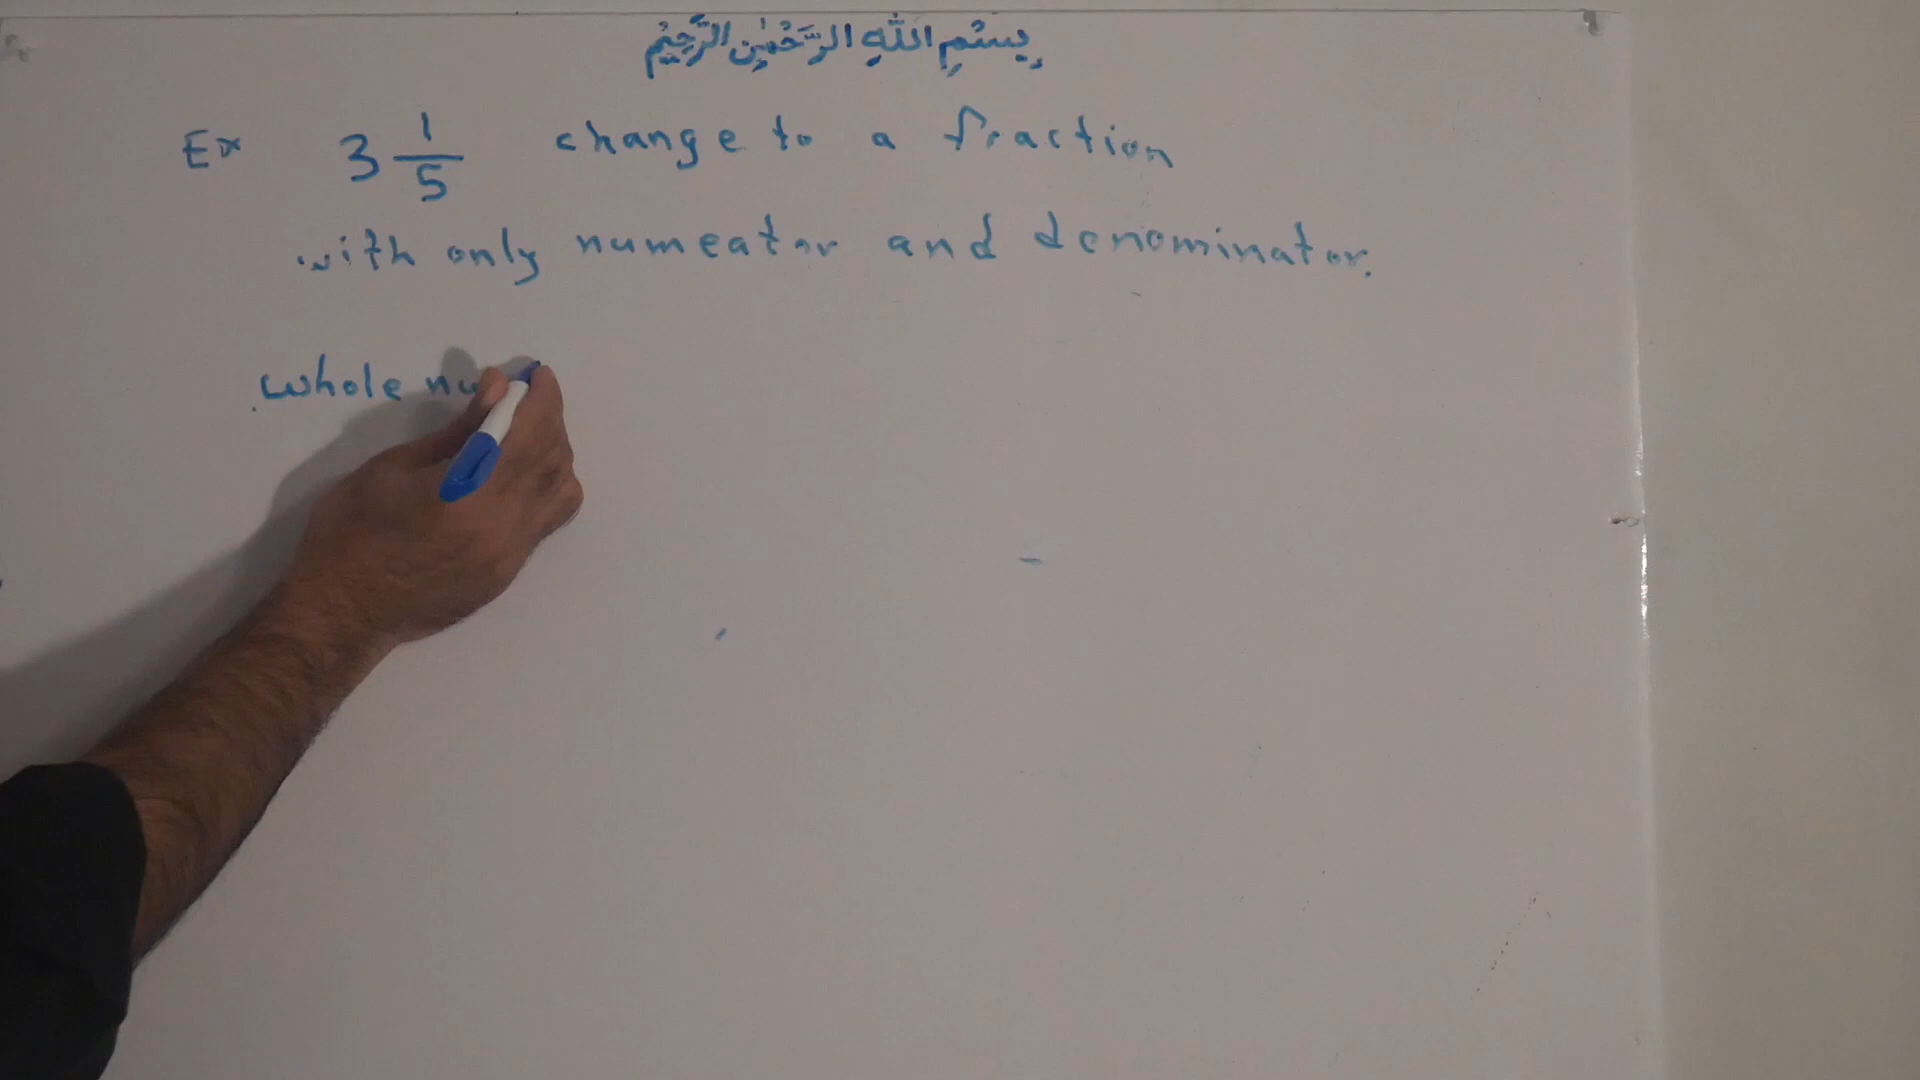 بِسْمِ اللهِ الرَّحْمٰنِ الرَّحِيْمِ
Ex 3 1/5 change to a fraction
with only numeator and denominator.
whole nu